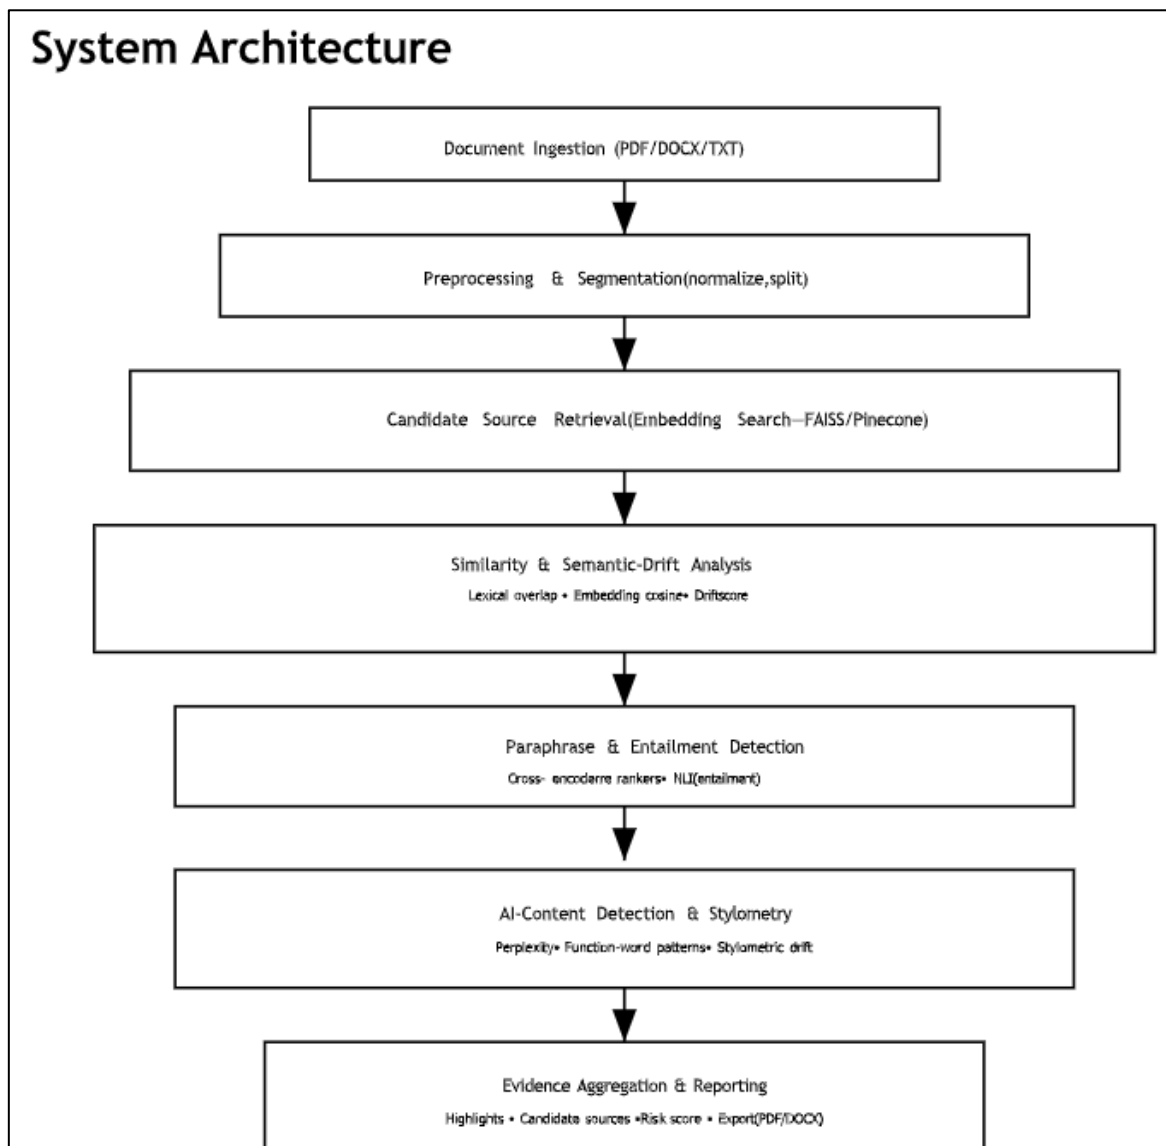 System Architecture
Document Ingestion (PDF/DOCX/TXT)
Preprocessing & Segmentation(normalize,split)
Candidate Source Retrieval(Embedding Search—FAISS/Pinecone)
Similarity & Semantic-Drift Analysis
Lexical overlap • Embedding cosine• Driftscore
Paraphrase & Entailment Detection
Cross- encoderre rankers• NLI(entailment)
AI-Content Detection & Stylometry
Perplexity• Function-word patterns• Stylometric drift
Evidence Aggregation & Reporting
Highlights • Candidate sources •Risk score • Export(PDF/DOCX)